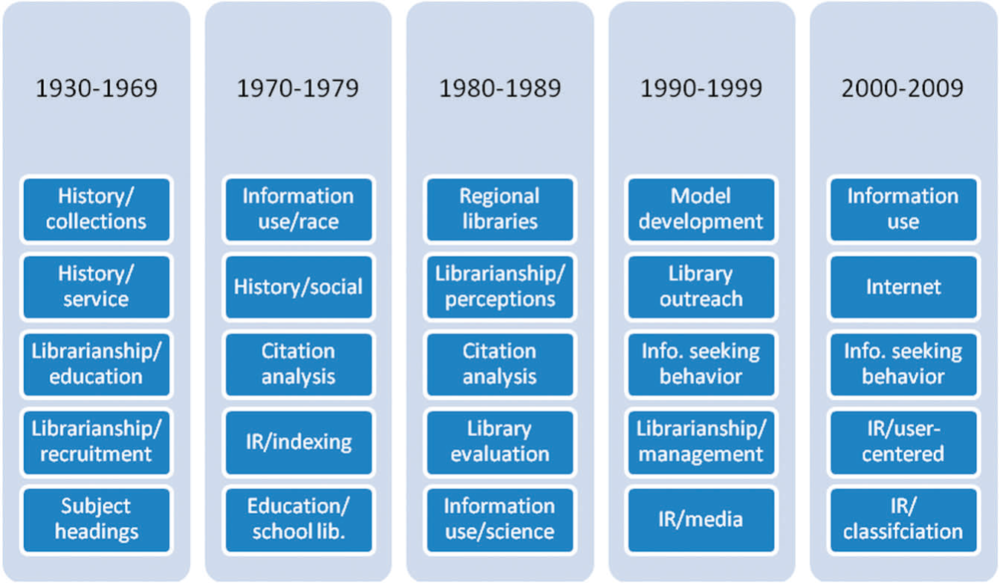 1930-1969
History/
collections
History/
service
Librarianship/
education
Librarianship/
recruitment
Subject
headings
1970-1979
Information
use/race
History/social
Citation
analysis
IR/indexing
Education/
school lib.
1980-1989
Regional
libraries
Librarianship/
perceptions
Citation
analysis
Library
evaluation
Information
use/science
1990-1999
Model
development
Library
outreach
Info. seeking
behavior
Librarianship/
management
IR/media
2000-2009
Information
use
Internet
Info. seeking
behavior
IR/user-
centered
IR/
classifciation